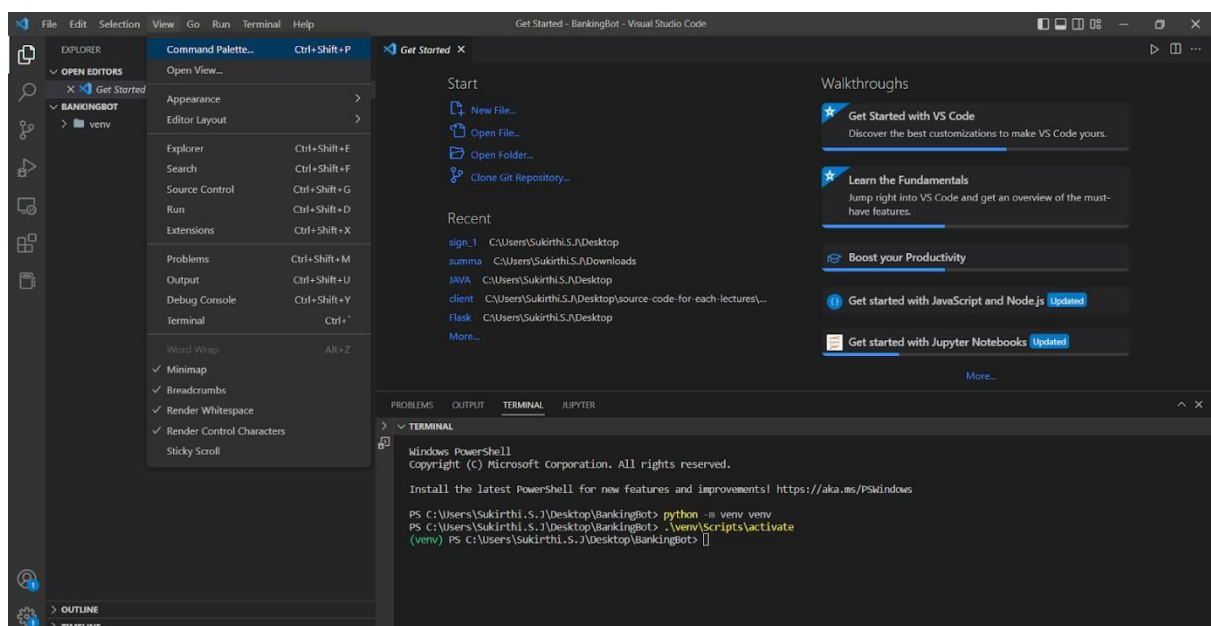 File Edit Selection View Go Run Terminal Help
Get Started - BankingBot - Visual Studio Code
EXPLORER
OPEN EDITORS
Get Started
BANKINGBOT
venv
OUTLINE
TIMELINE
Command Palette... Ctrl+Shift+P
Open View...
Appearance
Editor Layout
Explorer Ctrl+Shift+E
Search Ctrl+Shift+F
Source Control Ctrl+Shift+G
Run Ctrl+Shift+D
Extensions Ctrl+Shift+X
Problems Ctrl+Shift+M
Output Ctrl+Shift+U
Debug Console Ctrl+Shift+Y
Terminal Ctrl+`
Word Wrap Alt+Z
Minimap
Breadcrumbs
Render Whitespace
Render Control Characters
Sticky Scroll
Get Started
Start
New File...
Open File...
Open Folder...
Clone Git Repository...
Recent
sign_1 C:\Users\Sukirthi.S.J\Desktop
summa C:\Users\Sukirthi.S.J\Downloads
JAVA C:\Users\Sukirthi.S.J\Desktop
client C:\Users\Sukirthi.S.J\Desktop\source-code-for-each-lectures\...
Flask C:\Users\Sukirthi.S.J\Desktop
More...
Walkthroughs
Get Started with VS Code
Discover the best customizations to make VS Code yours.
Learn the Fundamentals
Jump right into VS Code and get an overview of the must-
have features.
Boost your Productivity
Get started with JavaScript and Node.js Updated
Get started with Jupyter Notebooks Updated
More...
PROBLEMS OUTPUT TERMINAL JUPYTER
TERMINAL
Windows PowerShell
Copyright (C) Microsoft Corporation. All rights reserved.
Install the latest PowerShell for new features and improvements! https://aka.ms/PSWindows
PS C:\Users\Sukirthi.S.J\Desktop\BankingBot> python -m venv venv
PS C:\Users\Sukirthi.S.J\Desktop\BankingBot> .\venv\Scripts\activate
(venv) PS C:\Users\Sukirthi.S.J\Desktop\BankingBot>
1
1